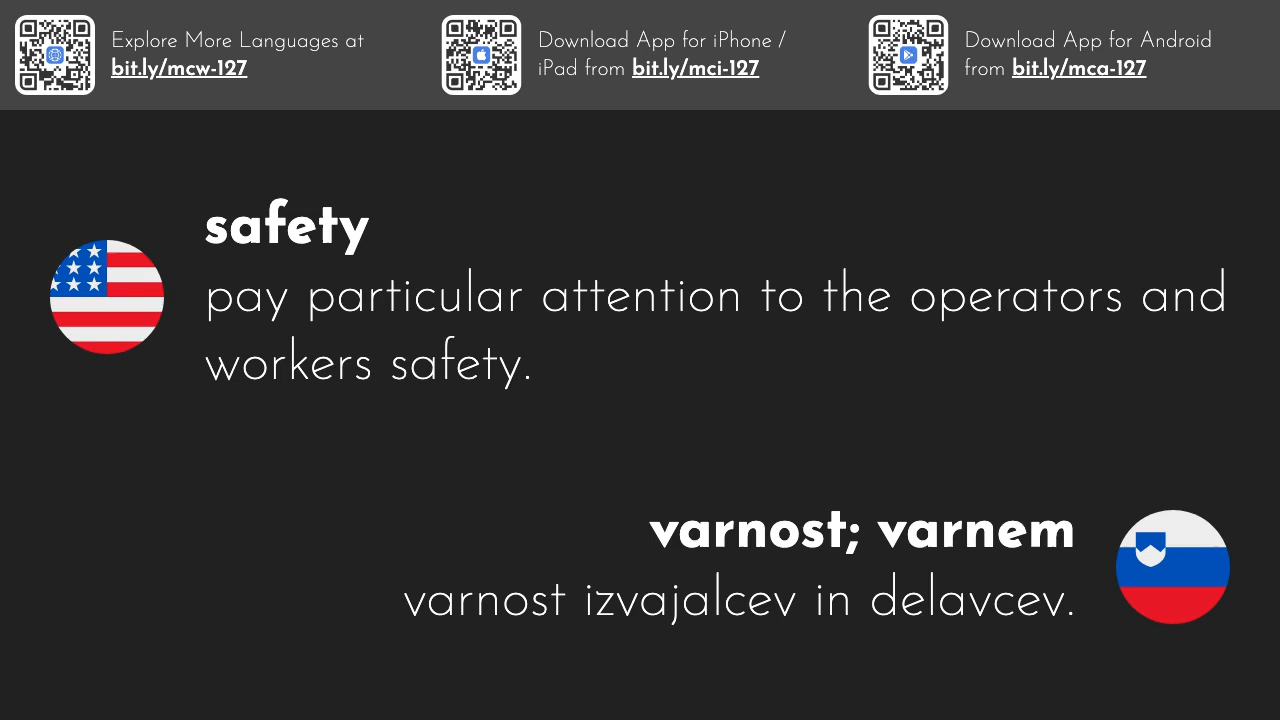 Explore More Languages at
bit.ly/mcw-127
Download App for iPhone /
iPad from bit.ly/mci-127
Download App for Android
from bit.ly/mca-127
safety
pay particular attention to the operators and
workers safety.
varnost; varnem
varnost izvajalcev in delavcev.